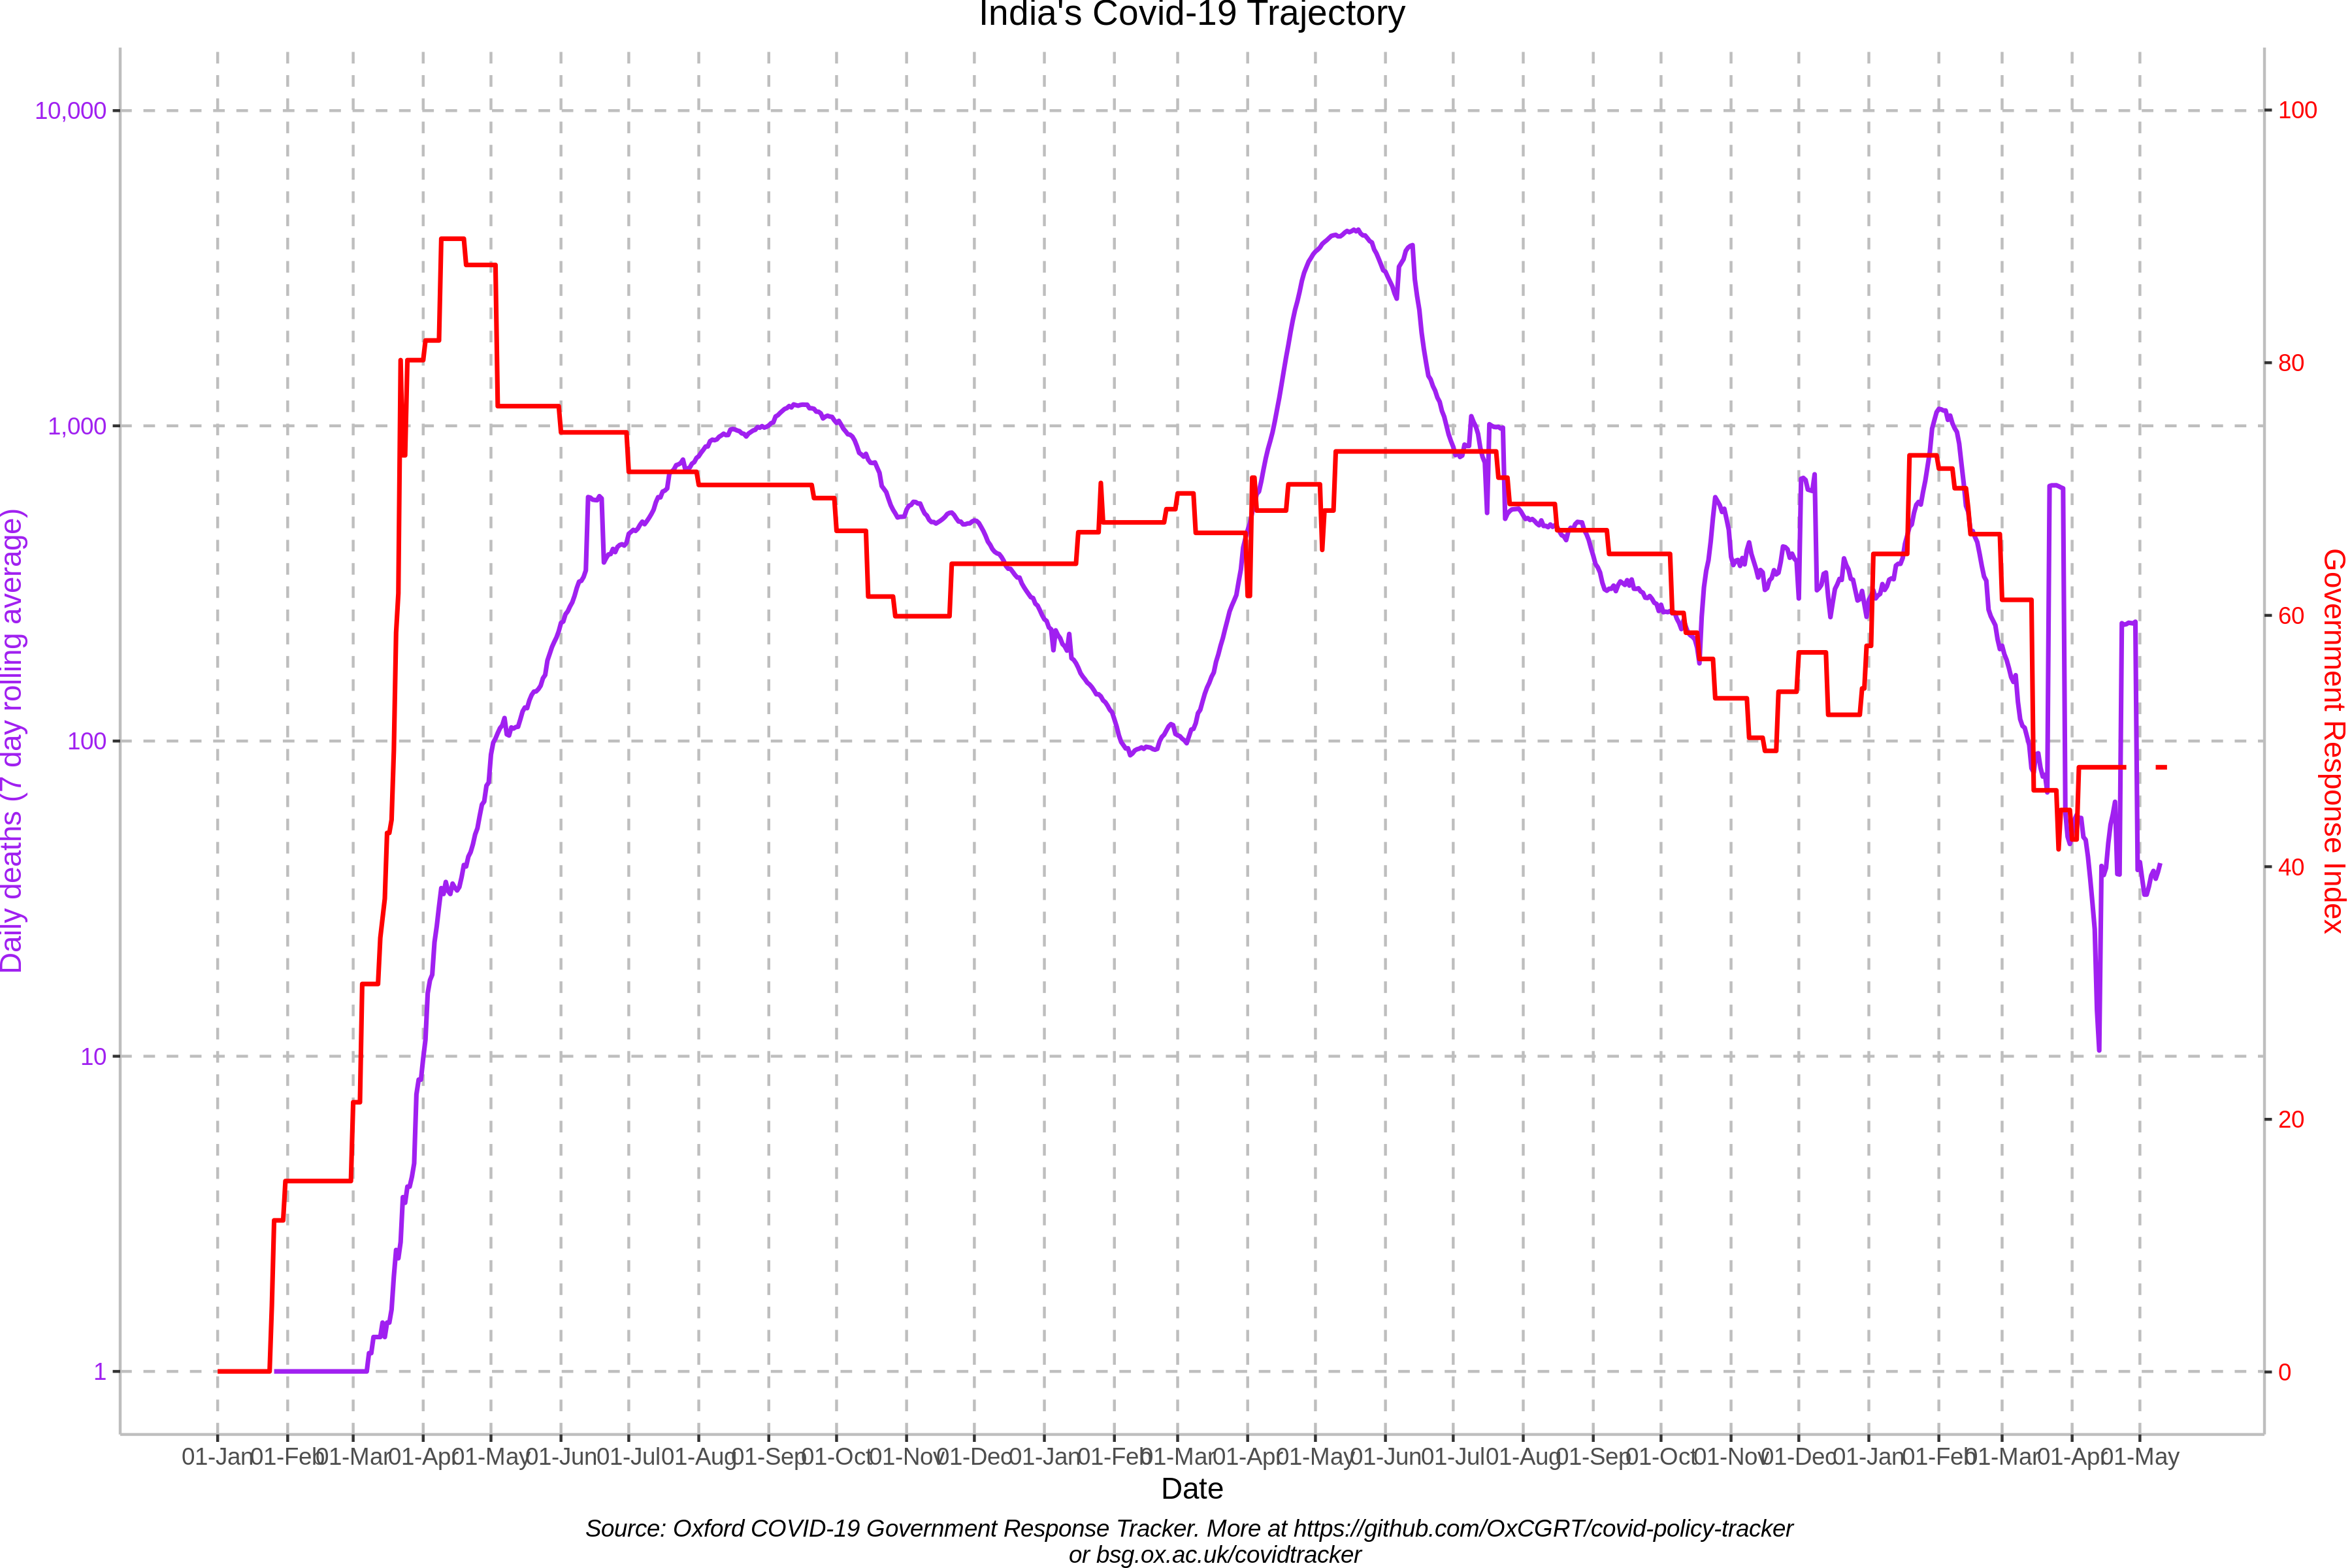 India's Covid-19 Trajectory
10,000
1,000
100
10
1
Daily deaths (7 day rolling average)
100
80
60
40
20
0
Government Response Index
01-Jan 01-Feb 01-Mar 01-Apr 01-May 01-Jun 01-Jul 01-Aug 01-Sep 01-Oct 01-Nov 01-Dec 01-Jan 01-Feb 01-Mar 01-Apr 01-May 01-Jun 01-Jul 01-Aug 01-Sep 01-Oct 01-Nov 01-Dec 01-Jan 01-Feb 01-Mar 01-Apr 01-May
Date
Source: Oxford COVID-19 Government Response Tracker. More at https://github.com/OxCGRT/covid-policy-tracker
or bsg.ox.ac.uk/covidtracker